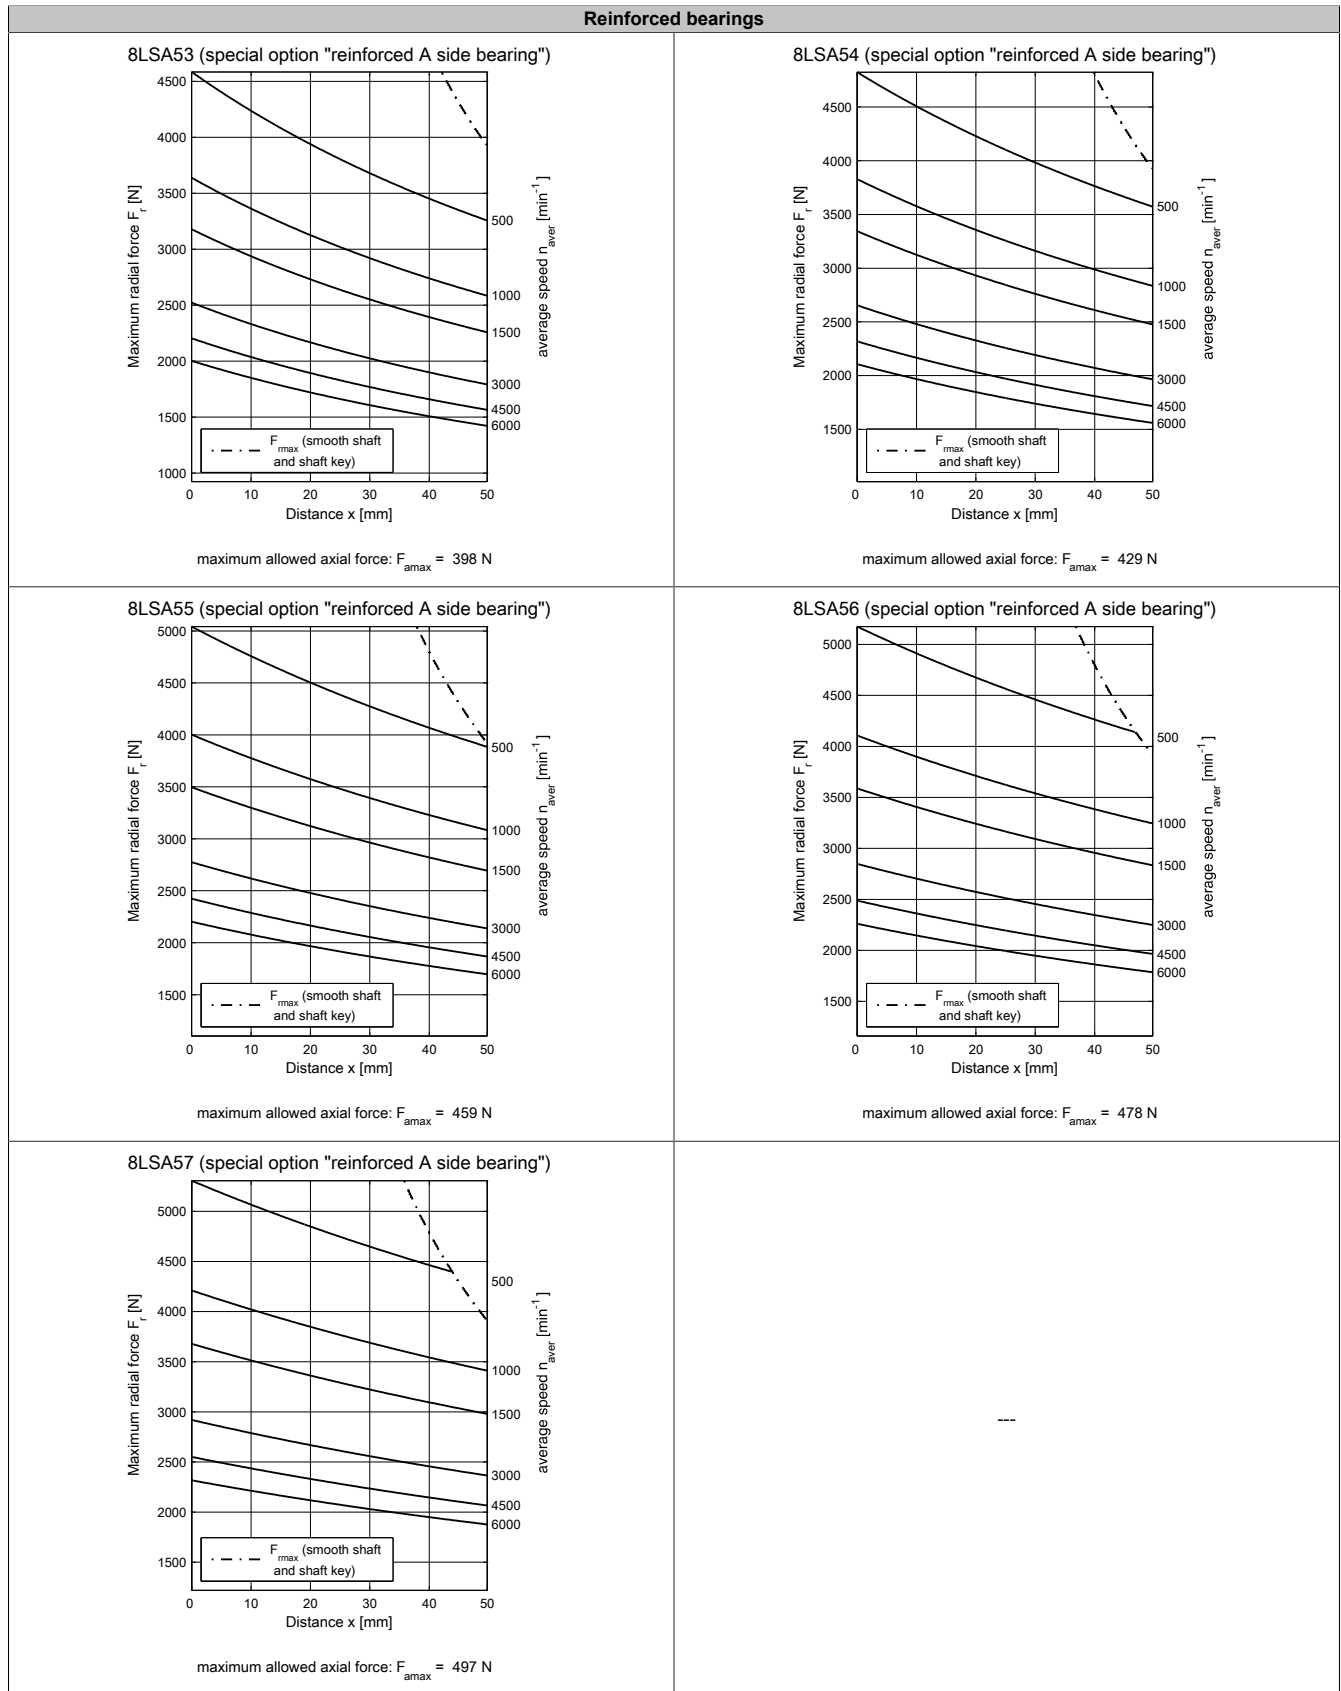 Reinforced bearings
8LSA53 (special option "reinforced A side bearing")
Maximum radial force F_r [N]
4500
4000
3500
3000
2500
2000
1500
1000
0 10 20 30 40 50
Distance x [mm]
500
1000
1500
3000
4500
6000
average speed n_aver [min^-1]
F_rmax (smooth shaft
and shaft key)
maximum allowed axial force: F_amax = 398 N
8LSA54 (special option "reinforced A side bearing")
Maximum radial force F_r [N]
4500
4000
3500
3000
2500
2000
1500
0 10 20 30 40 50
Distance x [mm]
500
1000
1500
3000
4500
6000
average speed n_aver [min^-1]
F_rmax (smooth shaft
and shaft key)
maximum allowed axial force: F_amax = 429 N
8LSA55 (special option "reinforced A side bearing")
Maximum radial force F_r [N]
5000
4500
4000
3500
3000
2500
2000
1500
0 10 20 30 40 50
Distance x [mm]
500
1000
1500
3000
4500
6000
average speed n_aver [min^-1]
F_rmax (smooth shaft
and shaft key)
maximum allowed axial force: F_amax = 459 N
8LSA56 (special option "reinforced A side bearing")
Maximum radial force F_r [N]
5000
4500
4000
3500
3000
2500
2000
1500
0 10 20 30 40 50
Distance x [mm]
500
1000
1500
3000
4500
6000
average speed n_aver [min^-1]
F_rmax (smooth shaft
and shaft key)
maximum allowed axial force: F_amax = 478 N
8LSA57 (special option "reinforced A side bearing")
Maximum radial force F_r [N]
5000
4500
4000
3500
3000
2500
2000
1500
0 10 20 30 40 50
Distance x [mm]
500
1000
1500
3000
4500
6000
average speed n_aver [min^-1]
F_rmax (smooth shaft
and shaft key)
maximum allowed axial force: F_amax = 497 N
---